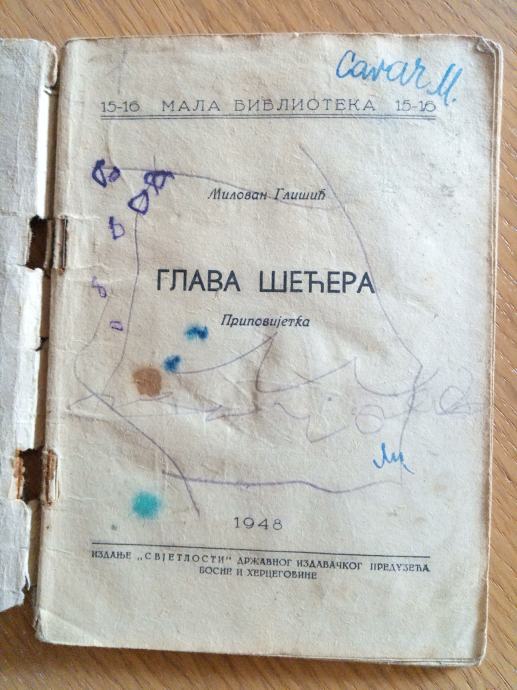 15-16 МАЛА БИБЛИОТЕКА 15-16
Милован Глишић
ГЛАВА ШЕЋЕРА
Приповијетка
1948
ИЗДАЊЕ „СВЈЕТЛОСТИ" ДРЖАВНОГ ИЗДАВАЧКОГ ПРЕДУЗЕЋА
БОСНЕ И ХЕРЦЕГОВИНЕ